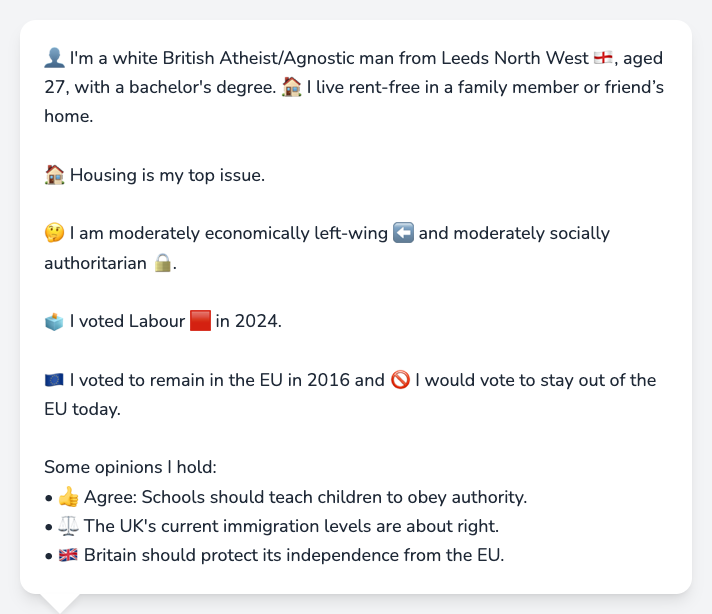 👤 I'm a white British Atheist/Agnostic man from Leeds North West 🏴󠁧󠁢󠁥󠁮󠁧󠁿, aged
27, with a bachelor's degree. 🏠 I live rent-free in a family member or friend’s
home.
🏠 Housing is my top issue.
🤔 I am moderately economically left-wing ⬅️ and moderately socially
authoritarian 🔒.
🗳️ I voted Labour 🟥 in 2024.
🇪🇺 I voted to remain in the EU in 2016 and 🚫 I would vote to stay out of the
EU today.
Some opinions I hold:
• 👍 Agree: Schools should teach children to obey authority.
• ⚖️ The UK's current immigration levels are about right.
• 🇬🇧 Britain should protect its independence from the EU.